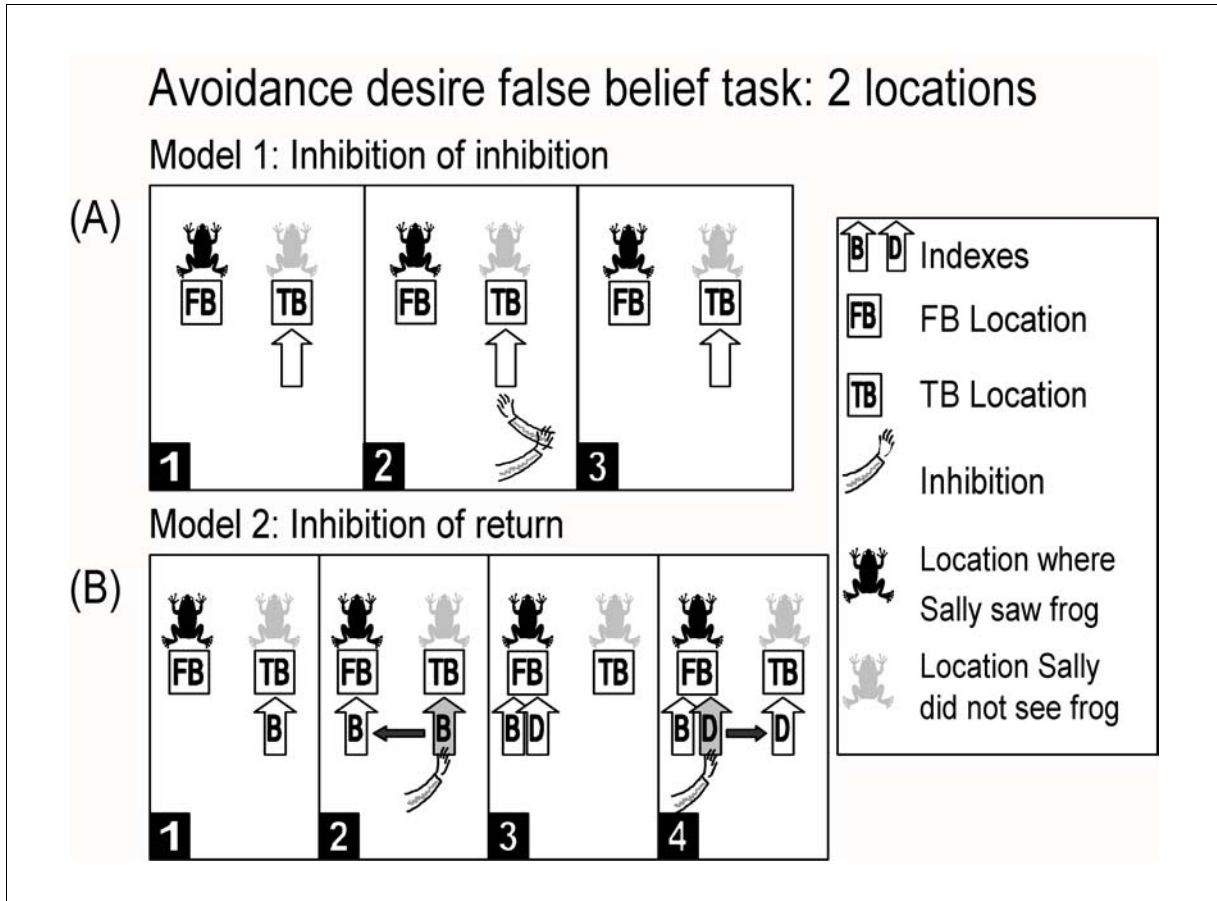 Avoidance desire false belief task: 2 locations
Model 1: Inhibition of inhibition
(A)
FB TB FB TB FB TB
1 2 3
Model 2: Inhibition of return
(B)
FB TB FB TB FB TB FB TB
B B B B D B D D
1 2 3 4
B D Indexes
FB FB Location
TB TB Location
Inhibition
Location where
Sally saw frog
Location Sally
did not see frog